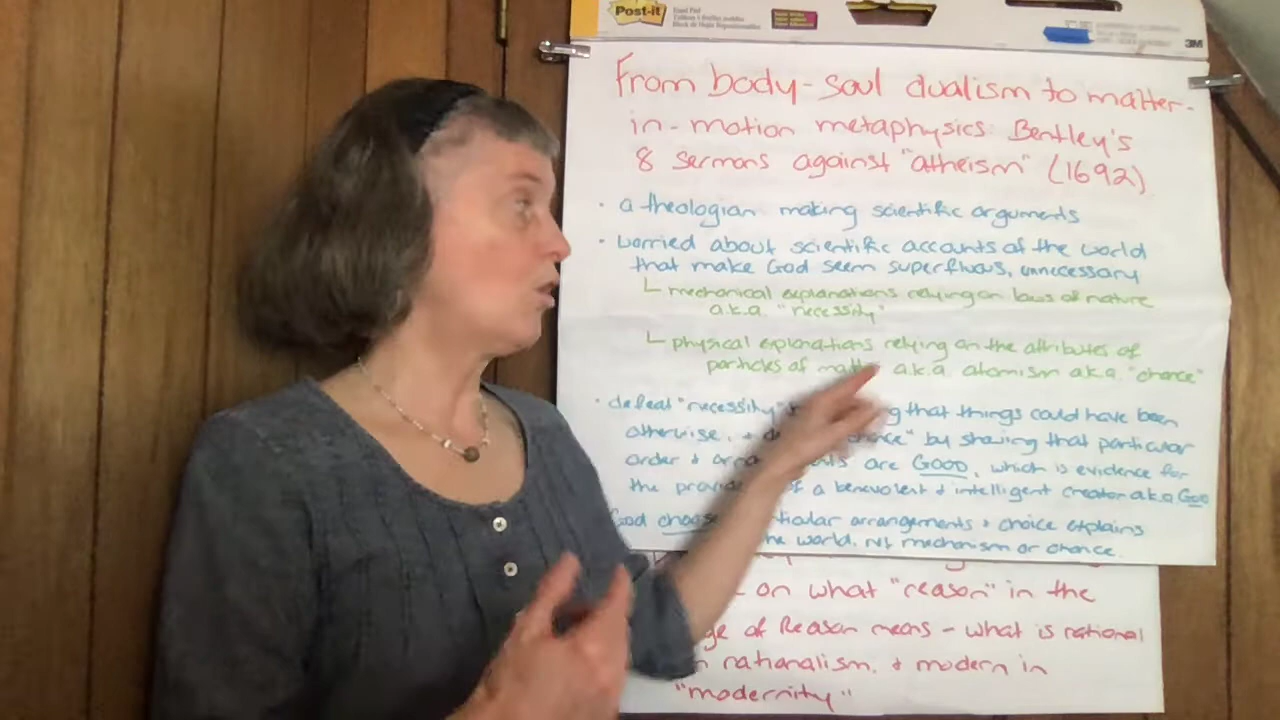 Post-it
From body-soul dualism to matter-
in-motion metaphysics: Bentley's
8 sermons against "atheism" (1692)
• a theologian making scientific arguments
• worried about scientific accounts of the world
that make God seem superfluous, unnecessary
mechanical explanations relying on laws of nature
a.k.a. "necessity"
physical explanations relying on the attributes of
particles of matter a.k.a. atomism a.k.a. "chance"
• defeat "necessity" that things could have been
otherwise, + by showing that particular
order + are GOOD, which is evidence for
the of a benevolent + intelligent creator a.k.a. God
God arrangements + choice explains
the world, not mechanism or chance.
on what "reason" in the
of Reason means - what is rational
rationalism, + modern in
"modernity"
3M